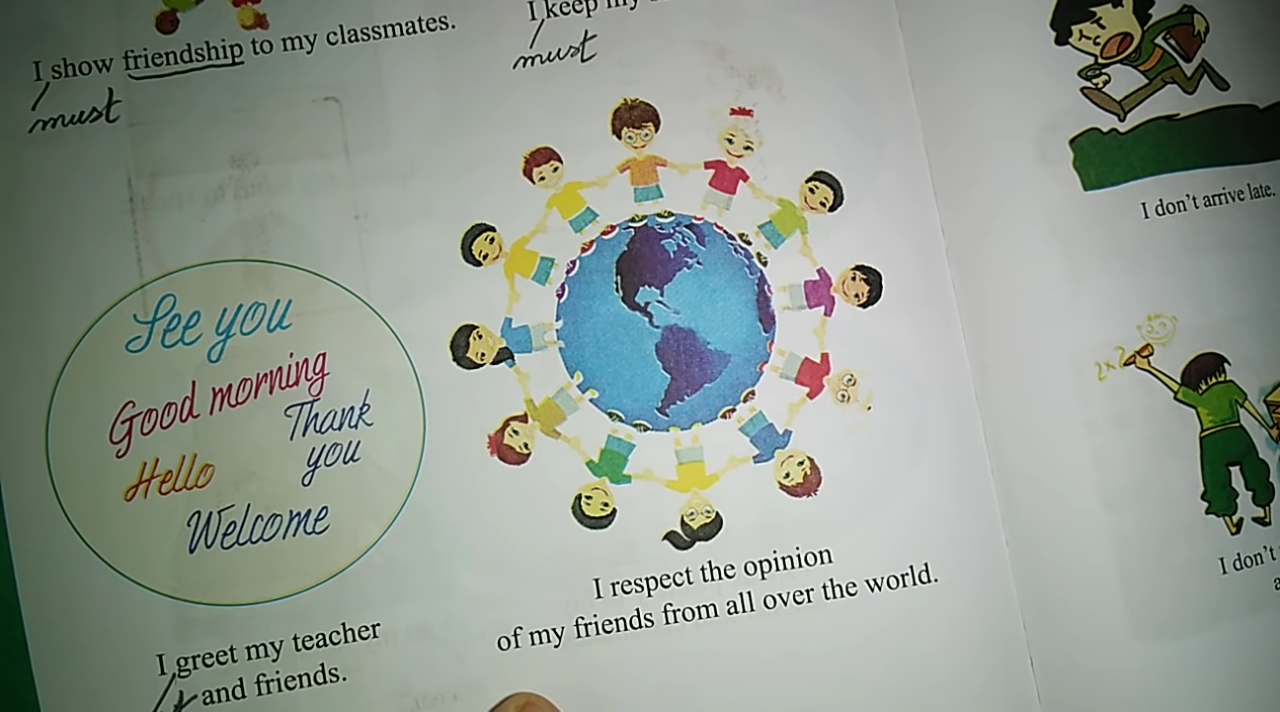 I show friendship to my classmates.
must
I keep my
must
See you
Good morning
Thank
you
Hello
Welcome
I greet my teacher
and friends.
I respect the opinion
of my friends from all over the world.
I don't arrive late.
2x2
I don't